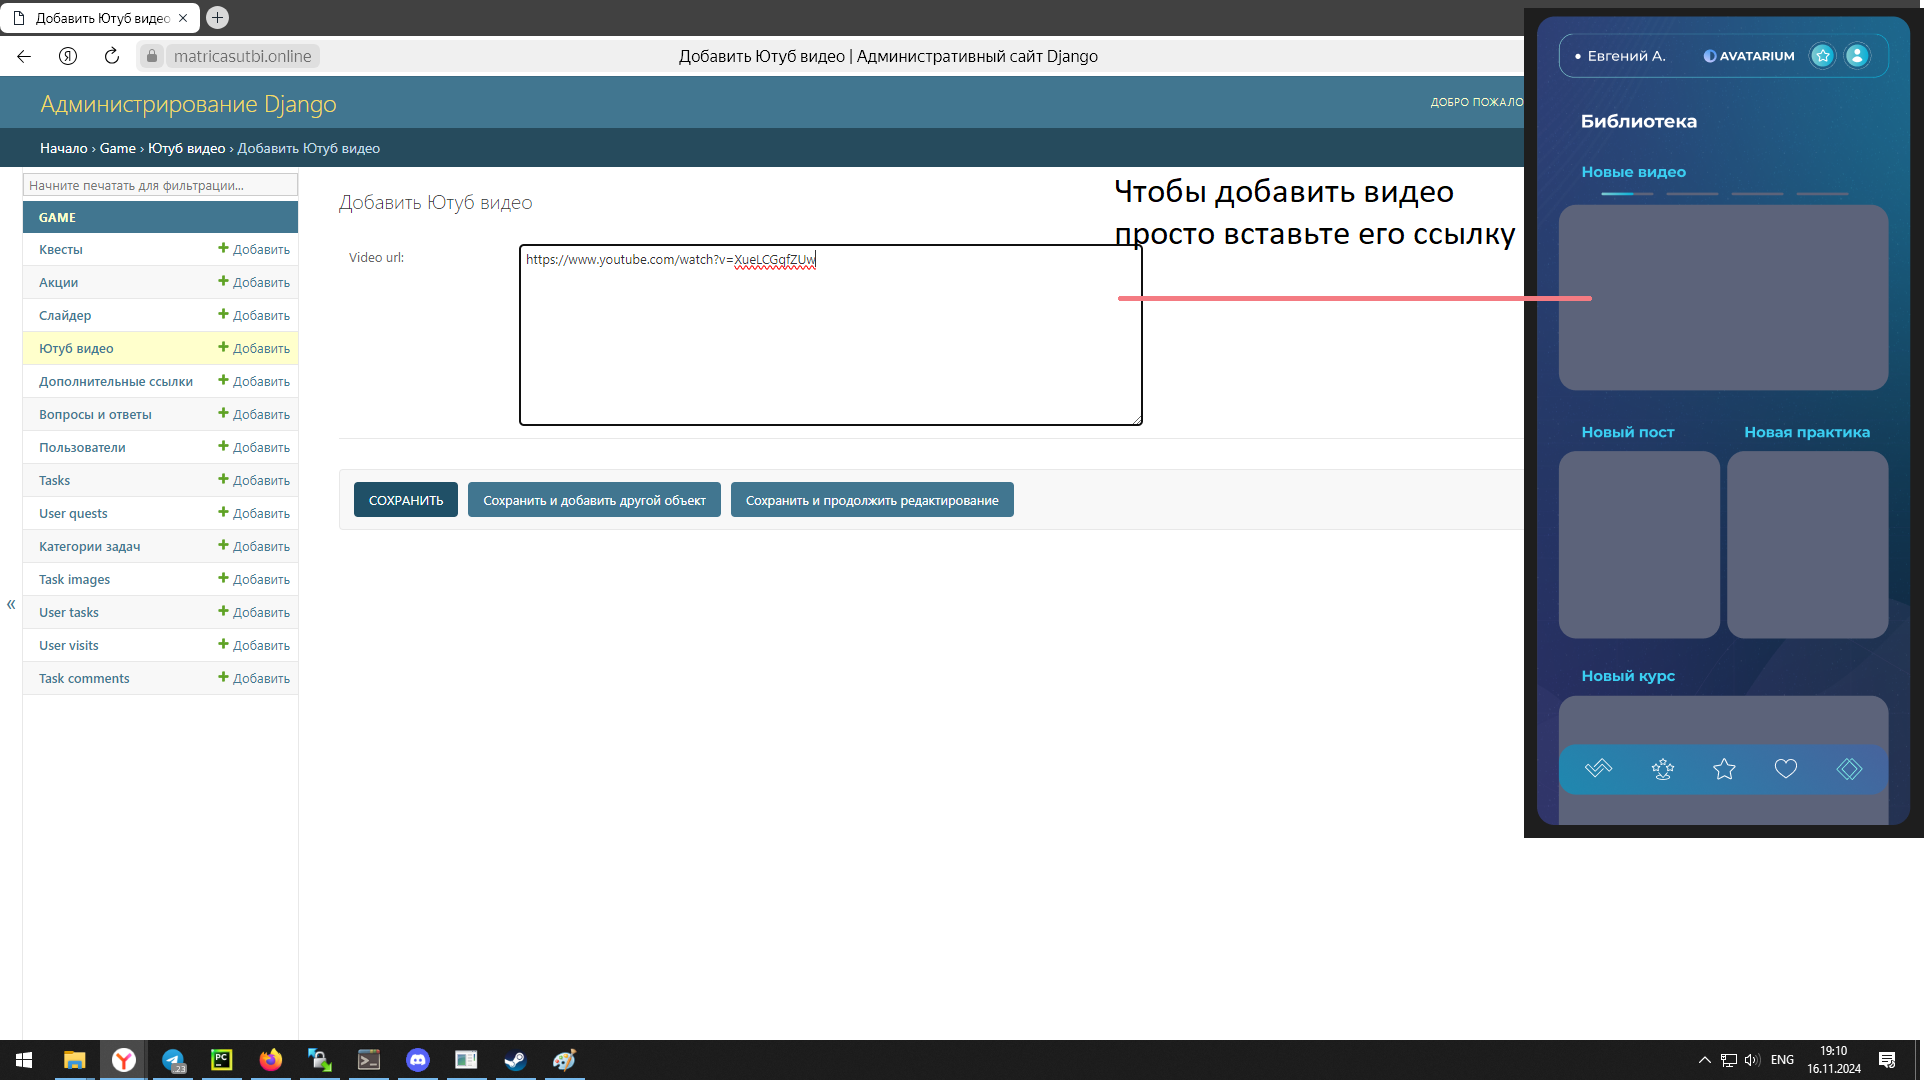 Добавить Ютуб видео
matricasutbi.online
Добавить Ютуб видео | Административный сайт Django
Администрирование Django
ДОБРО ПОЖАЛО
Начало › Game › Ютуб видео › Добавить Ютуб видео
Начните печатать для фильтрации...
GAME
Квесты Добавить
Акции Добавить
Слайдер Добавить
Ютуб видео Добавить
Дополнительные ссылки Добавить
Вопросы и ответы Добавить
Пользователи Добавить
Tasks Добавить
User quests Добавить
Категории задач Добавить
Task images Добавить
User tasks Добавить
User visits Добавить
Task comments Добавить
«
Добавить Ютуб видео
Video url:
https://www.youtube.com/watch?v=XueLCGqfZUw
СОХРАНИТЬ
Сохранить и добавить другой объект
Сохранить и продолжить редактирование
Чтобы добавить видео
просто вставьте его ссылку
• Евгений А.
AVATARIUM
Библиотека
Новые видео
Новый пост
Новая практика
Новый курс
23
PC
ENG
19:10
16.11.2024